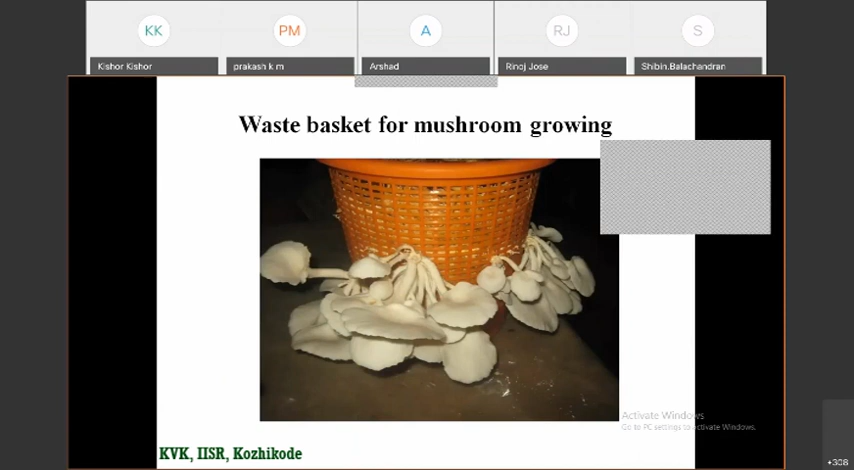 KK
PM
A
RJ
S
Kishor Kishor
prakash k m
Arshad
Rinoj Jose
Shibin.Balachandran
Waste basket for mushroom growing
Activate Windows
Go to PC settings to activate Windows.
KVK, IISR, Kozhikode
+308